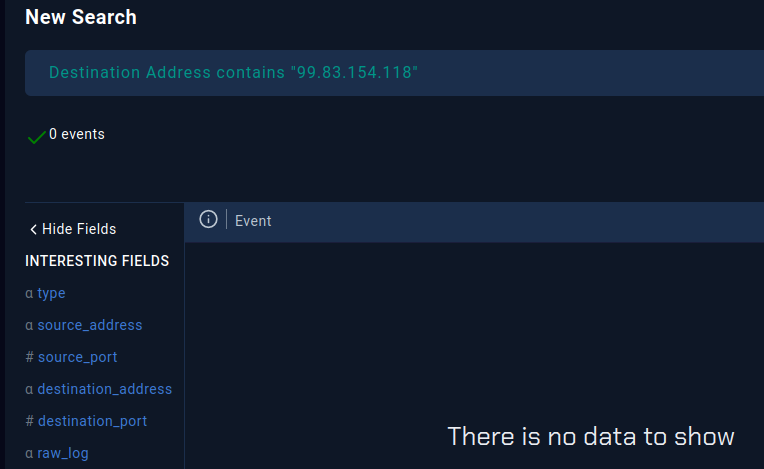 New Search
Destination Address contains "99.83.154.118"
0 events
Hide Fields
Event
INTERESTING FIELDS
α type
α source_address
# source_port
α destination_address
# destination_port
α raw_log
There is no data to show